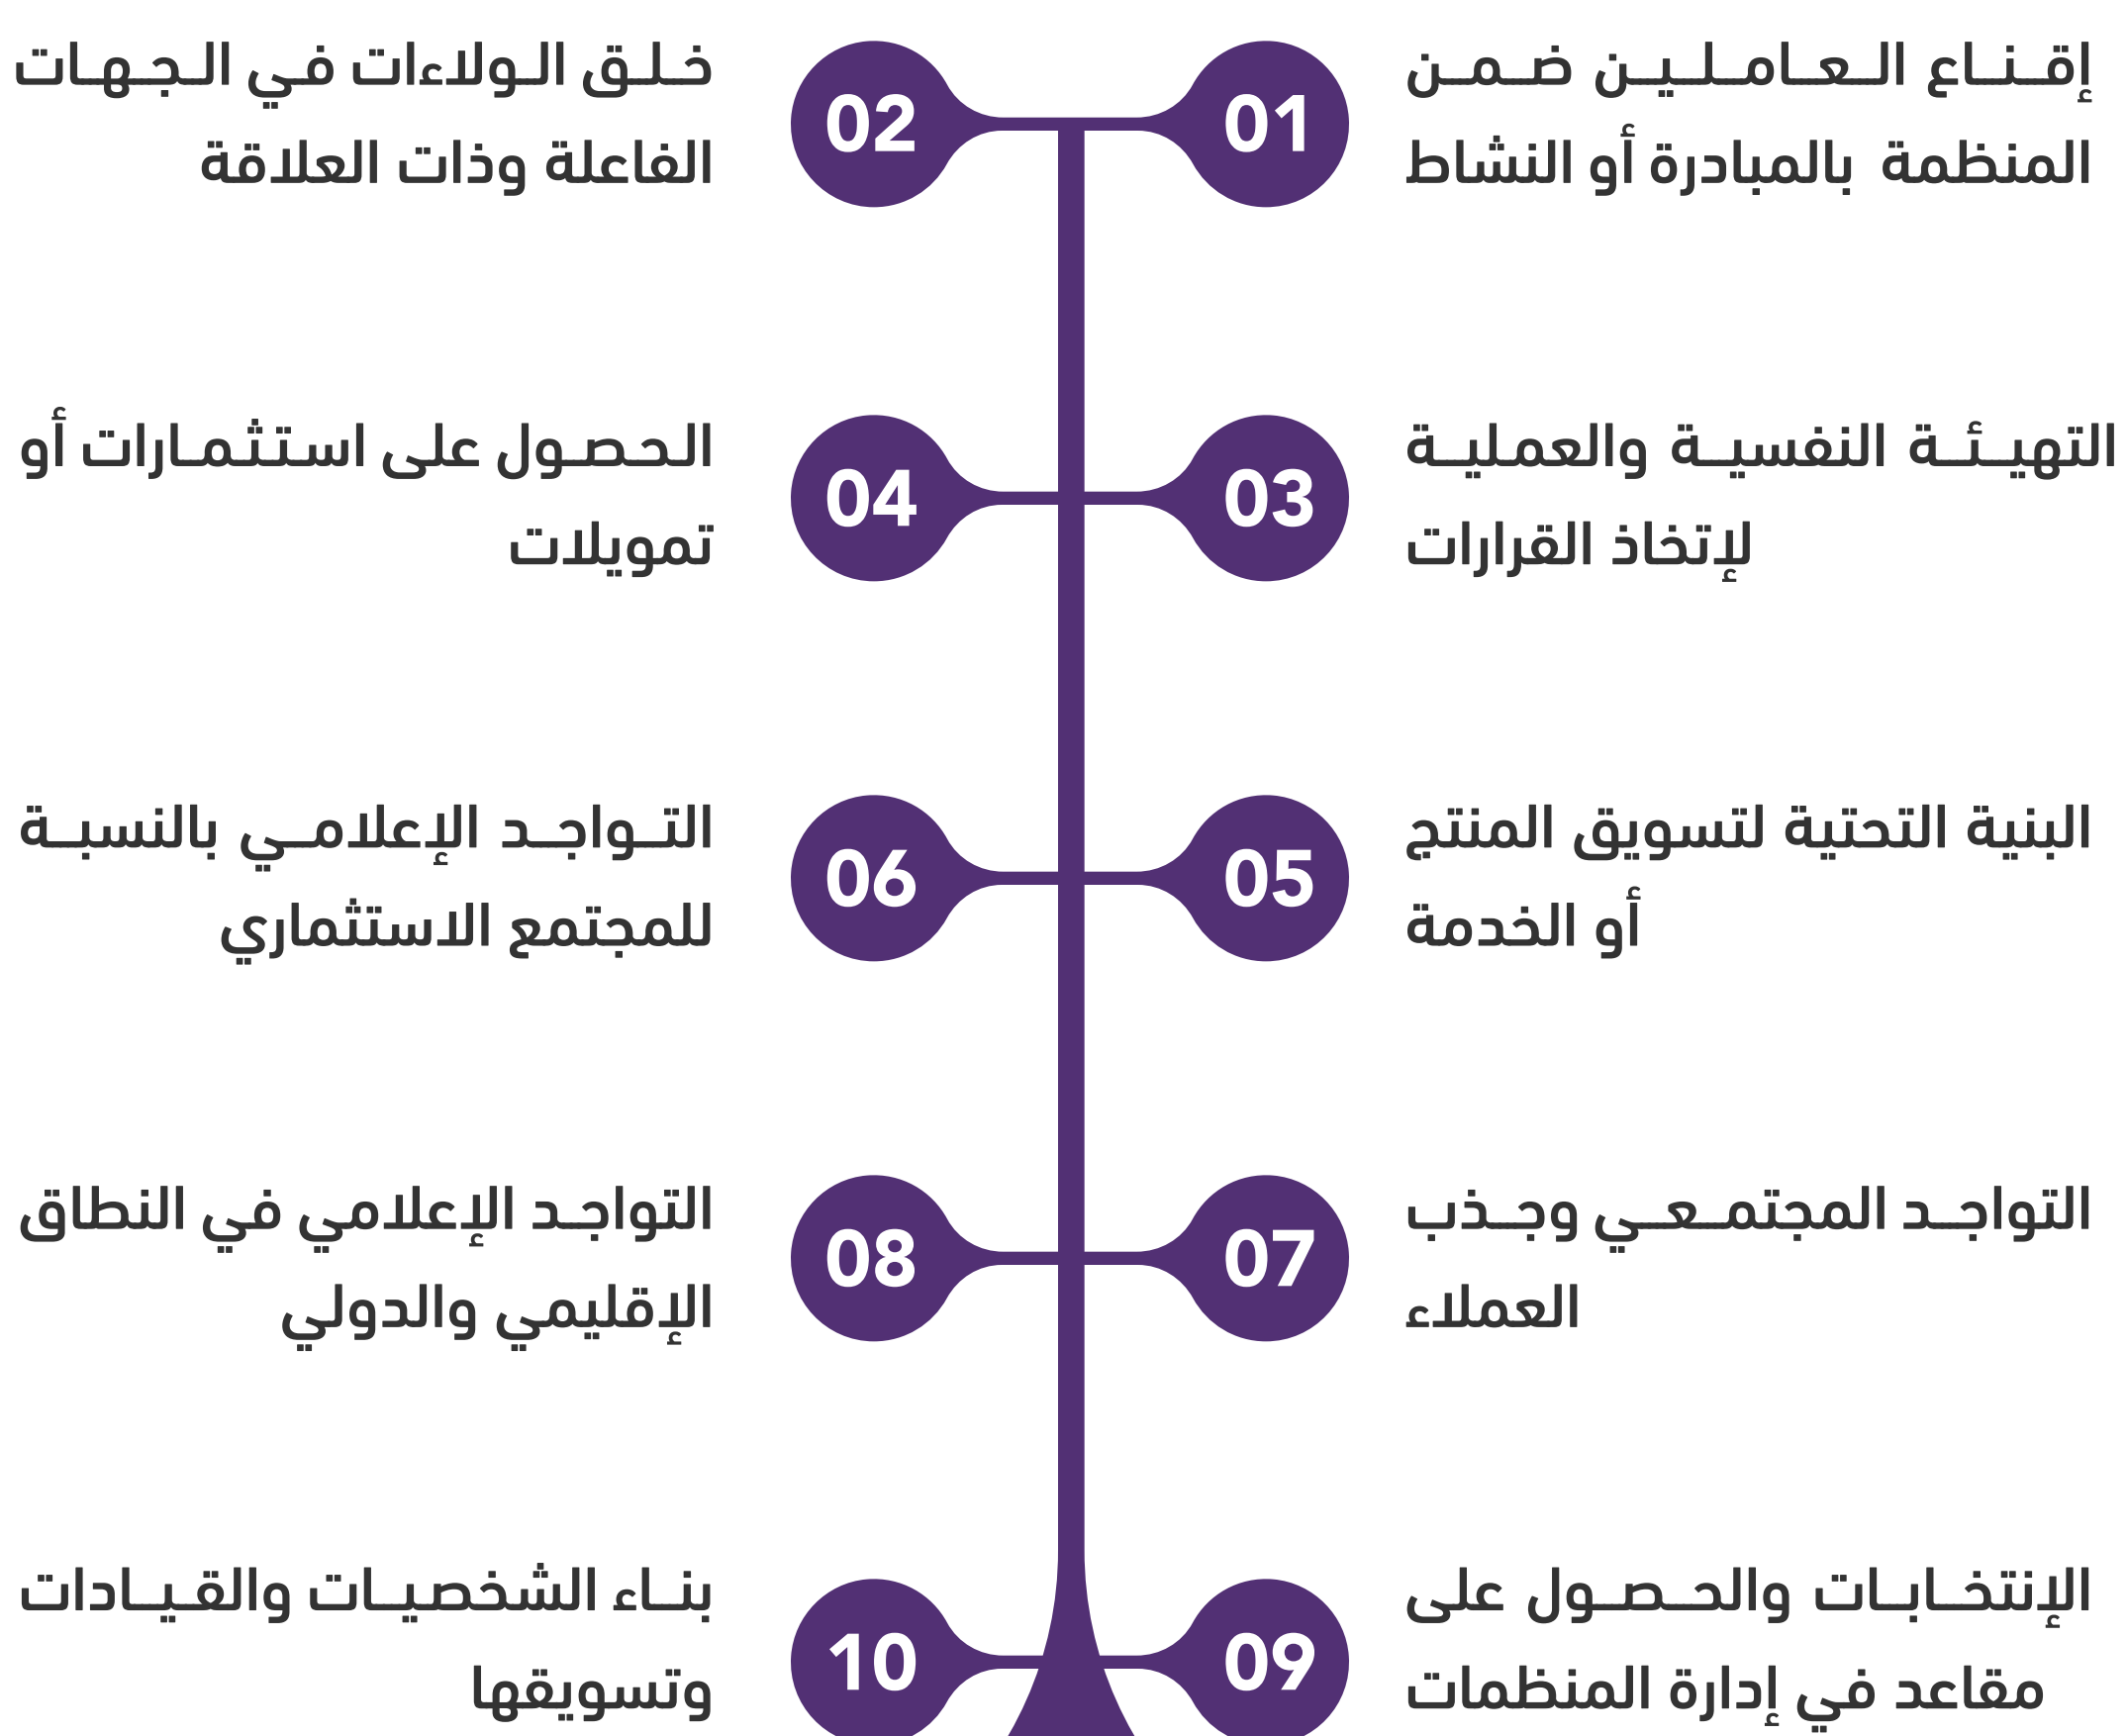 01
إقناع العاملين ضمن
المنظمة بالمبادرة أو النشاط
02
خلق الولاءات في الجهات
الفاعلة وذات العلاقة
03
التهيئة النفسية والعملية
لإتخاذ القرارات
04
الحصول على استثمارات أو
تمويلات
05
البنية التحتية لتسويق المنتج
أو الخدمة
06
التواجد الإعلامي بالنسبة
للمجتمع الاستثماري
07
التواجد المجتمعي وجذب
العملاء
08
التواجد الإعلامي في النطاق
الإقليمي والدولي
09
الإنتخابات والحصول على
مقاعد في إدارة المنظمات
10
بناء الشخصيات والقيادات
وتسويقها